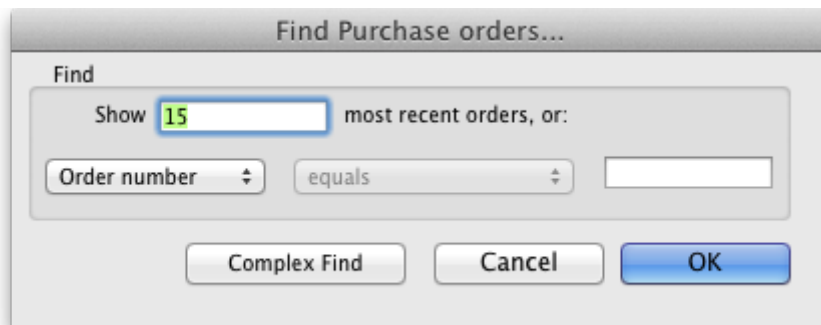 Find Purchase orders...
Find
Show 15 most recent orders, or:
Order number equals
Complex Find Cancel OK